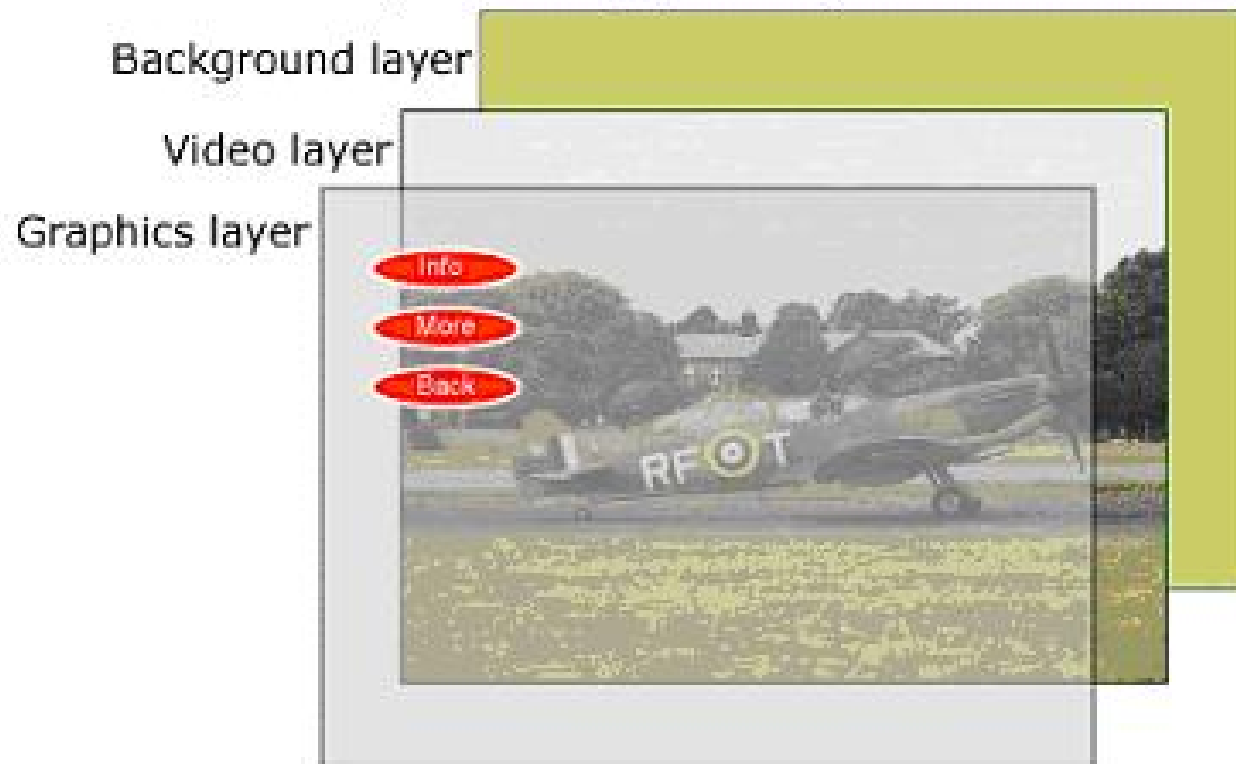 Background layer
Video layer
Graphics layer
Info
More
Back
RF T